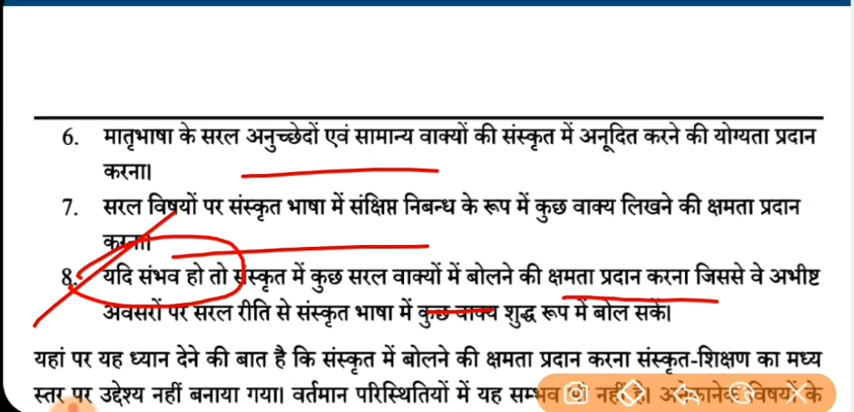 6. मातृभाषा के सरल अनुच्छेदों एवं सामान्य वाक्यों की संस्कृत में अनूदित करने की योग्यता प्रदान
करना।
7. सरल विषयों पर संस्कृत भाषा में संक्षिप्त निबन्ध के रूप में कुछ वाक्य लिखने की क्षमता प्रदान
करना।
8. यदि संभव हो तो संस्कृत में कुछ सरल वाक्यों में बोलने की क्षमता प्रदान करना जिससे वे अभीष्ट
अवसरों पर सरल रीति से संस्कृत भाषा में कुछ वाक्य शुद्ध रूप में बोल सकें।
यहां पर यह ध्यान देने की बात है कि संस्कृत में बोलने की क्षमता प्रदान करना संस्कृत-शिक्षण का मध्य
स्तर पर उद्देश्य नहीं बनाया गया। वर्तमान परिस्थितियों में यह सम्भव नहीं है। अनेकानेक विषयों के